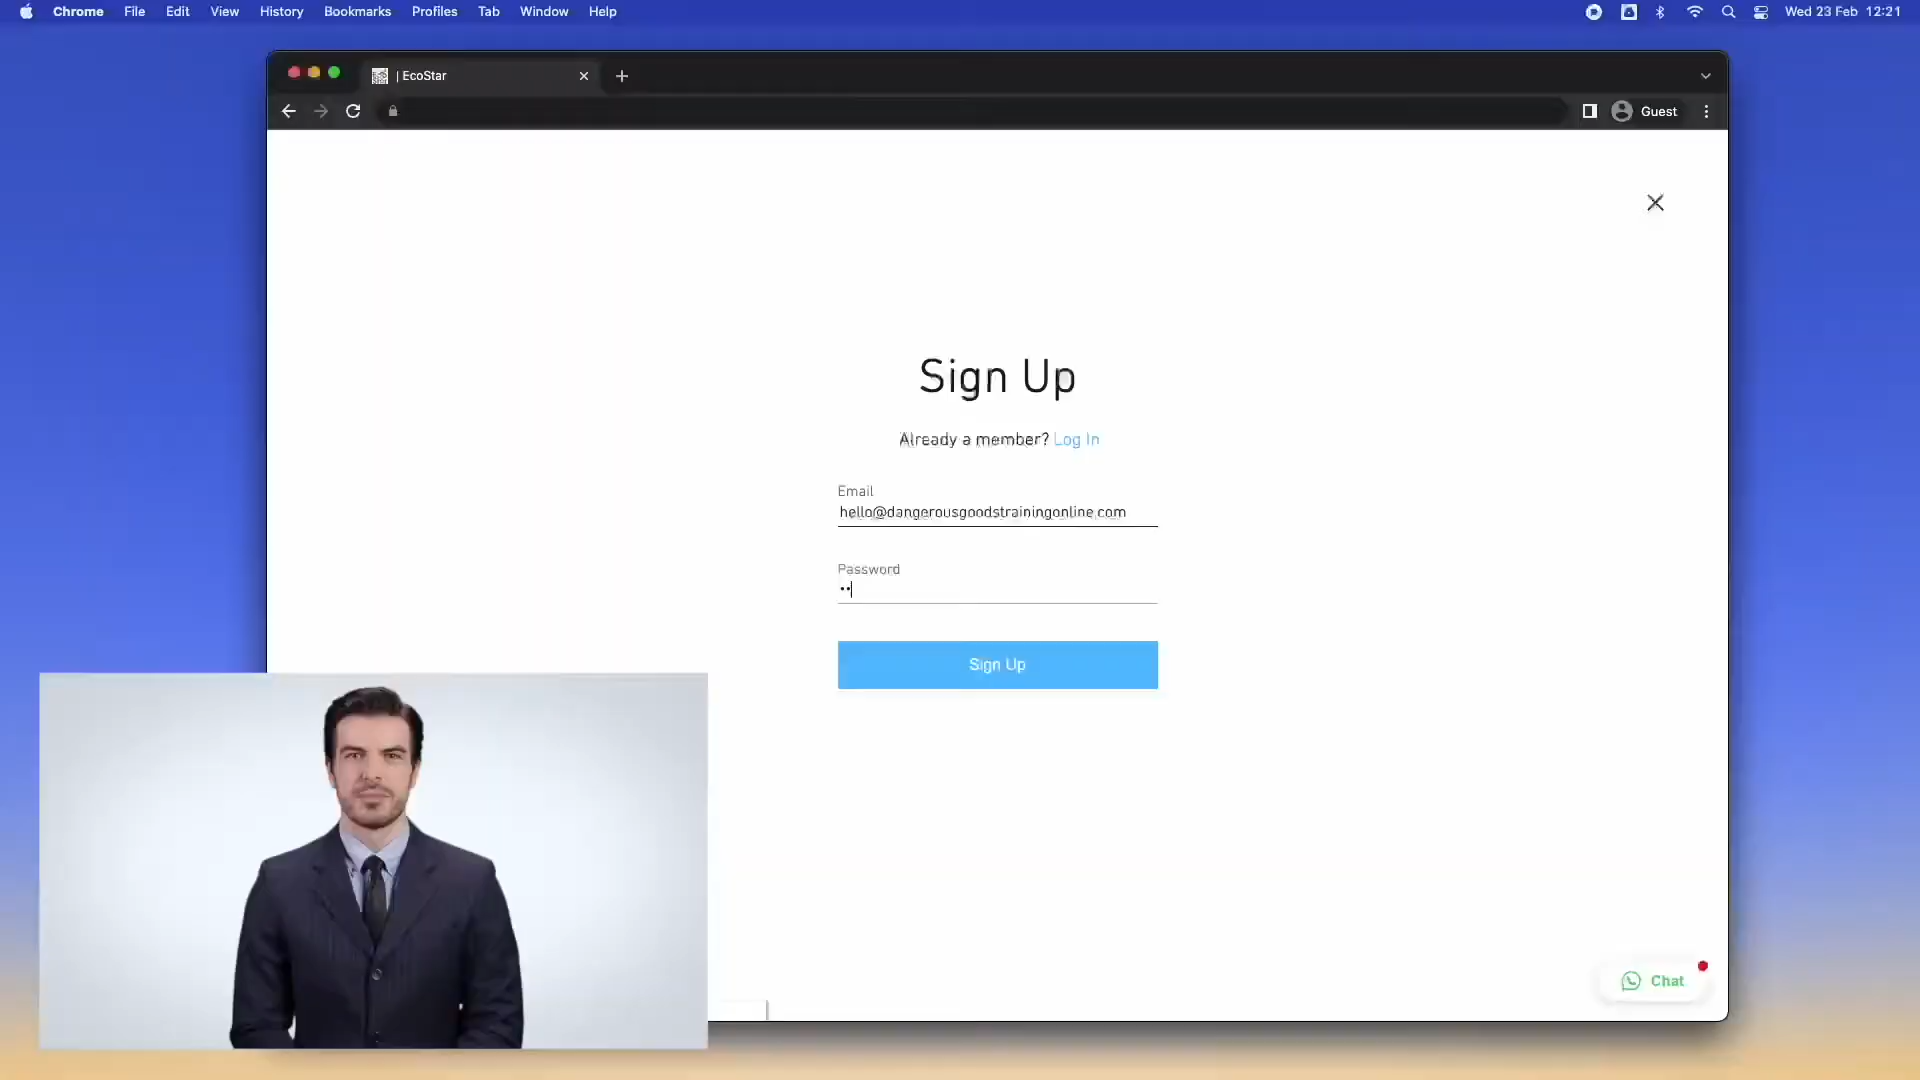 Chrome File Edit View History Bookmarks Profiles Tab Window Help Wed 23 Feb 12:21
| EcoStar
Guest
Sign Up
Already a member? Log In
Email
hello@dangerousgoodstrainingonline.com
Password
••
Sign Up
Chat